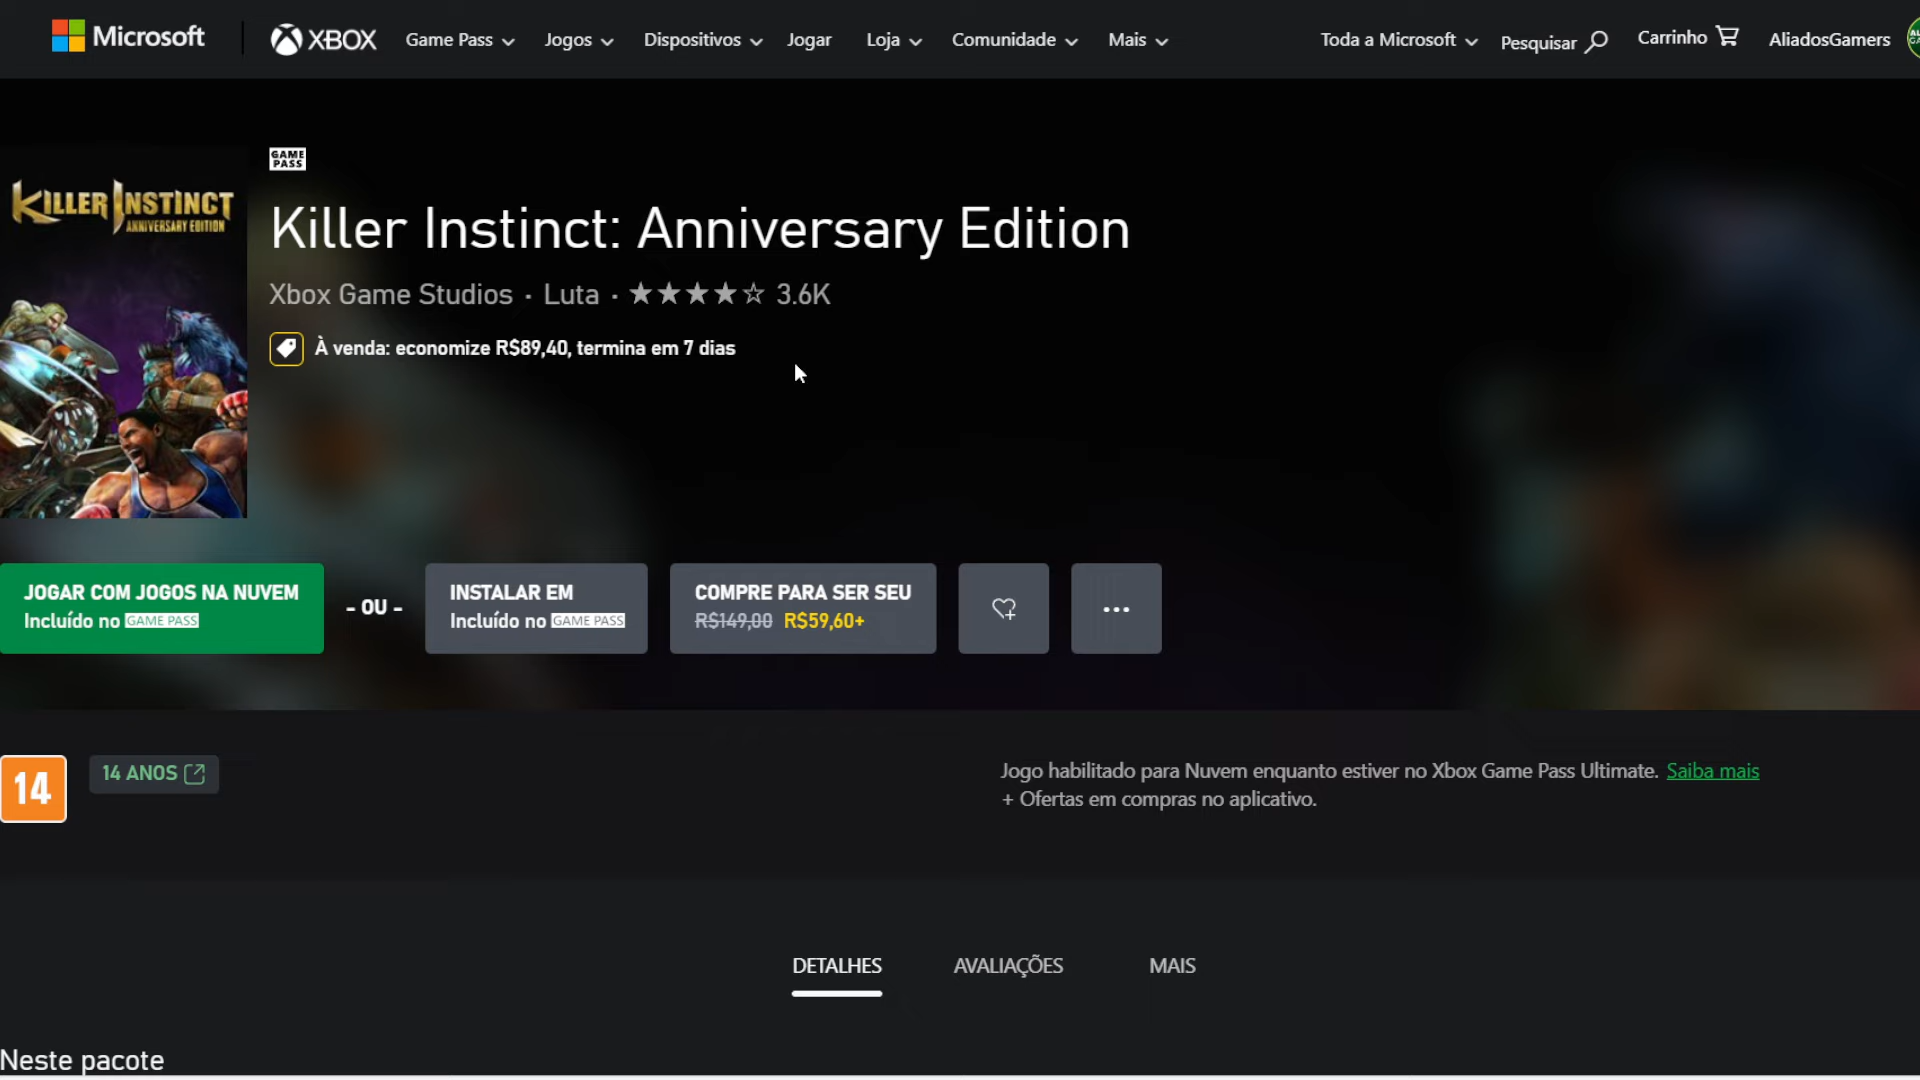 Microsoft
XBOX
Game Pass
Jogos
Dispositivos
Jogar
Loja
Comunidade
Mais
Toda a Microsoft
Pesquisar
Carrinho
AliadosGamers
GAME
PASS
KILLER INSTINCT
ANNIVERSARY EDITION
Killer Instinct: Anniversary Edition
Xbox Game Studios · Luta · 3.6K
À venda: economize R$89,40, termina em 7 dias
JOGAR COM JOGOS NA NUVEM
Incluído no GAME PASS
- OU -
INSTALAR EM
Incluído no GAME PASS
COMPRE PARA SER SEU
R$149,00 R$59,60+
14
14 ANOS
Jogo habilitado para Nuvem enquanto estiver no Xbox Game Pass Ultimate. Saiba mais
+ Ofertas em compras no aplicativo.
DETALHES
AVALIAÇÕES
MAIS
Neste pacote